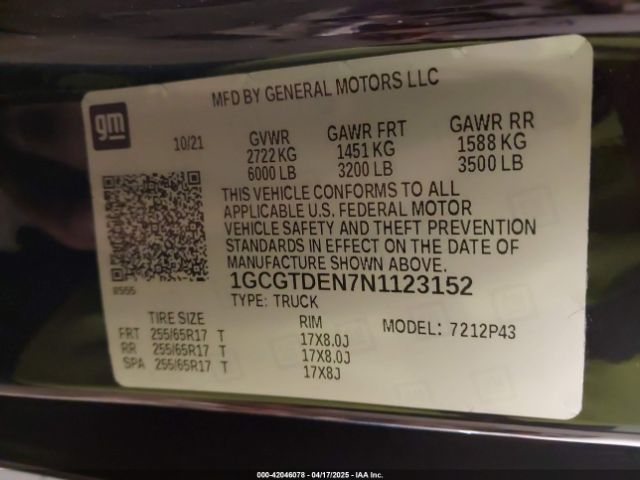 MFD BY GENERAL MOTORS LLC
gm
10/21
GVWR GAWR FRT GAWR RR
2722 KG 1451 KG 1588 KG
6000 LB 3200 LB 3500 LB
THIS VEHICLE CONFORMS TO ALL
APPLICABLE U.S. FEDERAL MOTOR
VEHICLE SAFETY AND THEFT PREVENTION
STANDARDS IN EFFECT ON THE DATE OF
MANUFACTURE SHOWN ABOVE.
1GCGTDEN7N1123152
TYPE: TRUCK
TIRE SIZE RIM MODEL: 7212P43
FRT 255/65R17 T 17X8.0J
RR 255/65R17 T 17X8.0J
SPA 255/65R17 T 17X8J
000-42046078 - 04/17/2025 - IAA Inc.